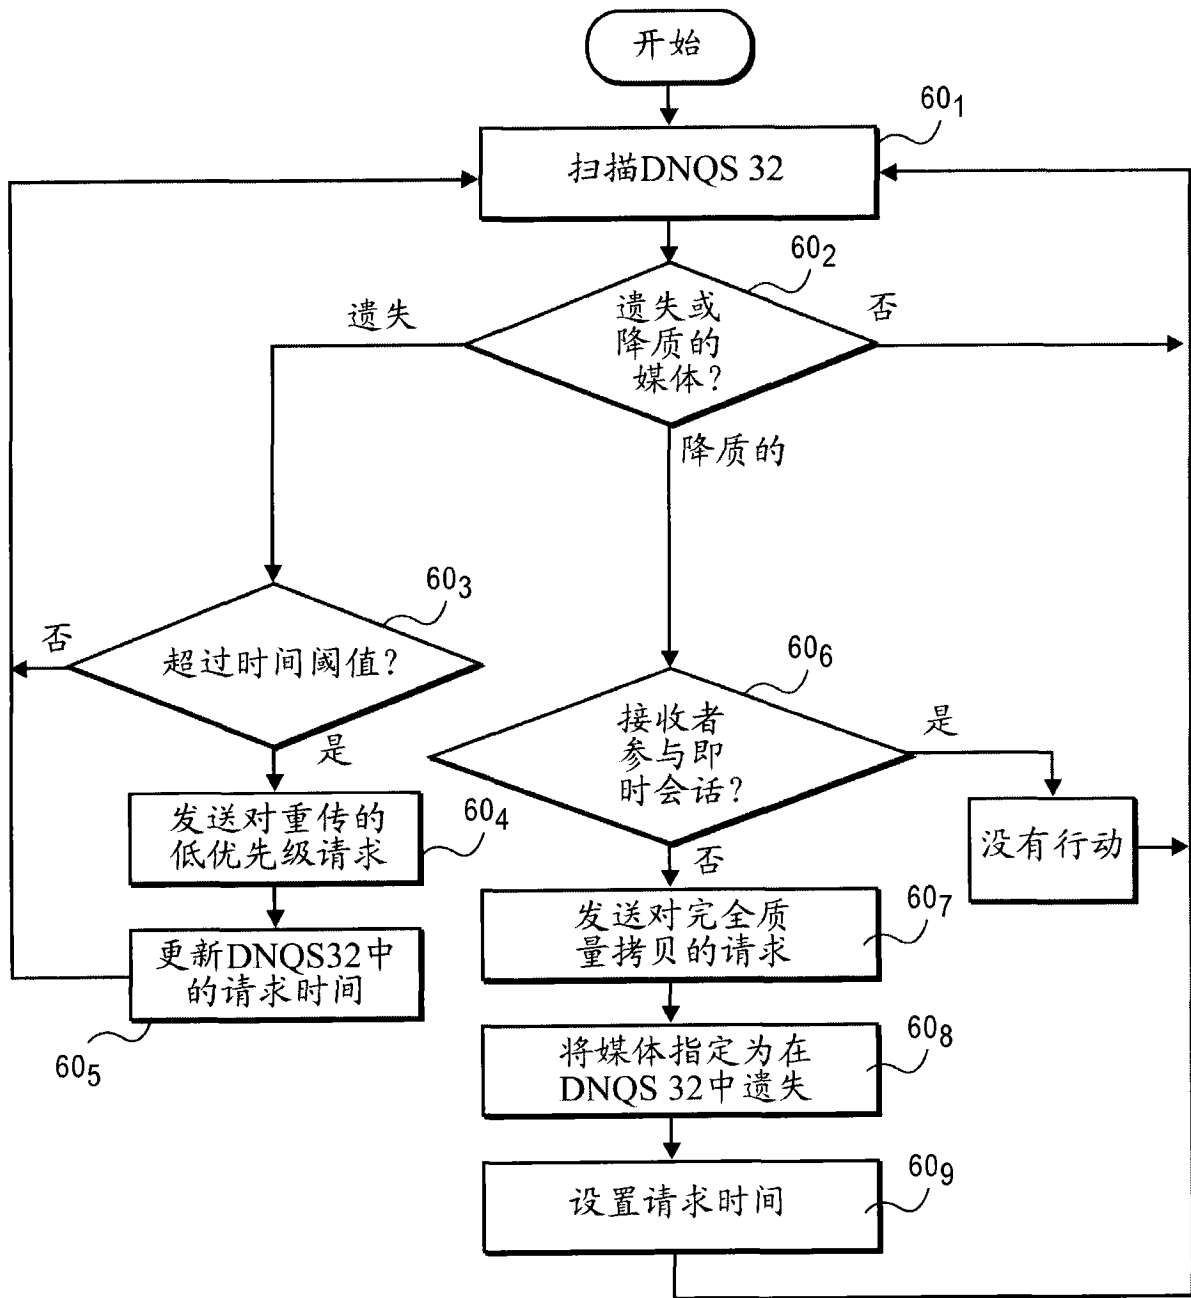 开始
60₁
扫描DNQS 32
60₂
遗失
遗失或
降质的
媒体?
否
降质的
60₃
否
超过时间阈值?
是
60₆
接收者
参与即
时会话?
是
发送对重传的
低优先级请求
60₄
没有行动
否
更新DNQS32中
的请求时间
60₅
发送对完全质
量拷贝的请求
60₇
将媒体指定为在
DNQS 32中遗失
60₈
设置请求时间
60₉